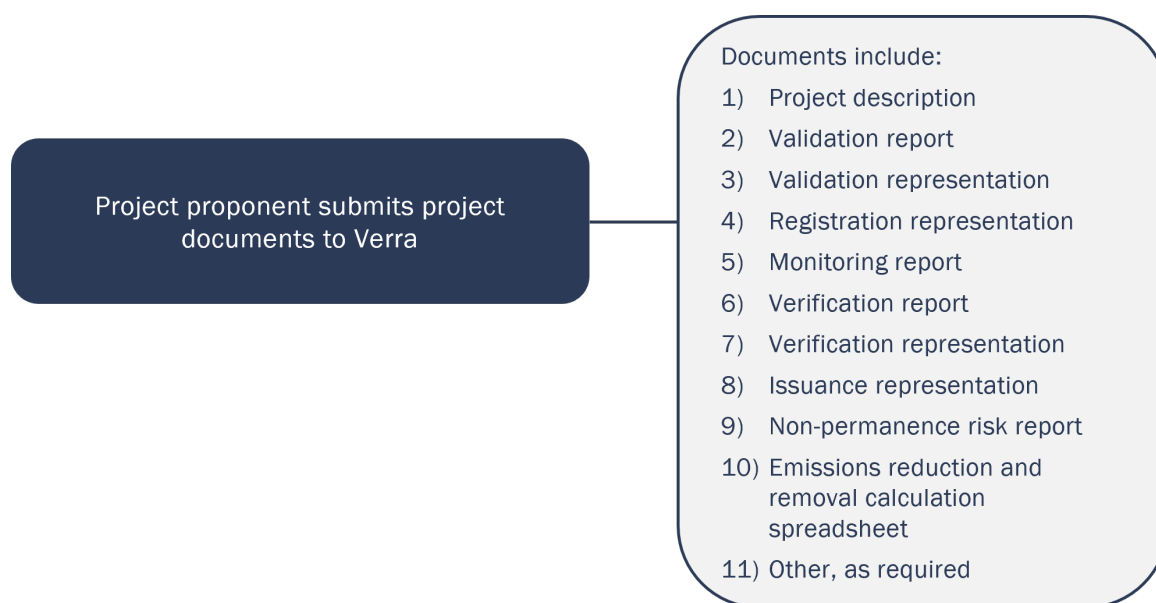 Project proponent submits project
documents to Verra
Documents include:
1) Project description
2) Validation report
3) Validation representation
4) Registration representation
5) Monitoring report
6) Verification report
7) Verification representation
8) Issuance representation
9) Non-permanence risk report
10) Emissions reduction and
removal calculation
spreadsheet
11) Other, as required